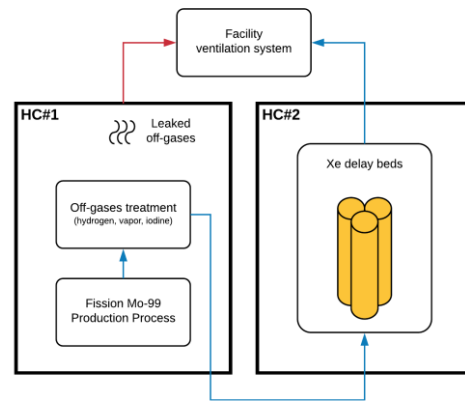 Facility
ventilation system
HC#1
Leaked
off-gases
Off-gases treatment
(hydrogen, vapor, iodine)
Fission Mo-99
Production Process
HC#2
Xe delay beds